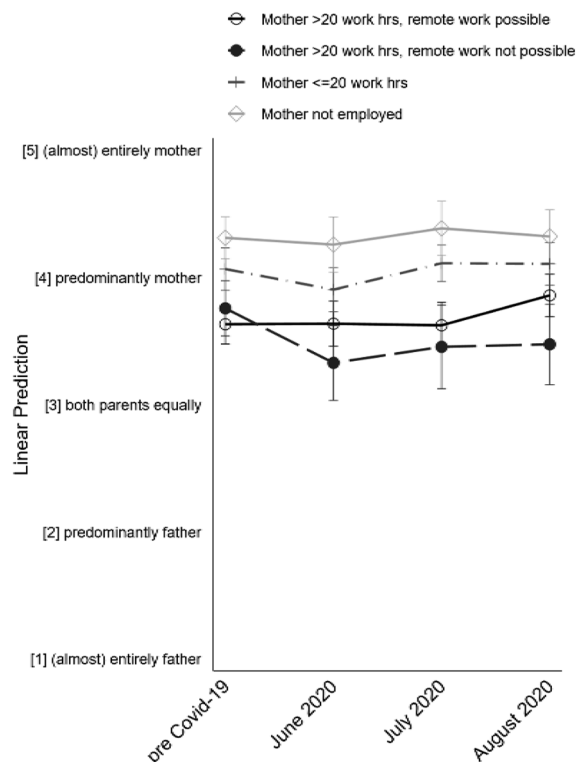 Mother >20 work hrs, remote work possible
Mother >20 work hrs, remote work not possible
Mother <=20 work hrs
Mother not employed
[5] (almost) entirely mother
[4] predominantly mother
[3] both parents equally
[2] predominantly father
[1] (almost) entirely father
Linear Prediction
pre Covid-19
June 2020
July 2020
August 2020